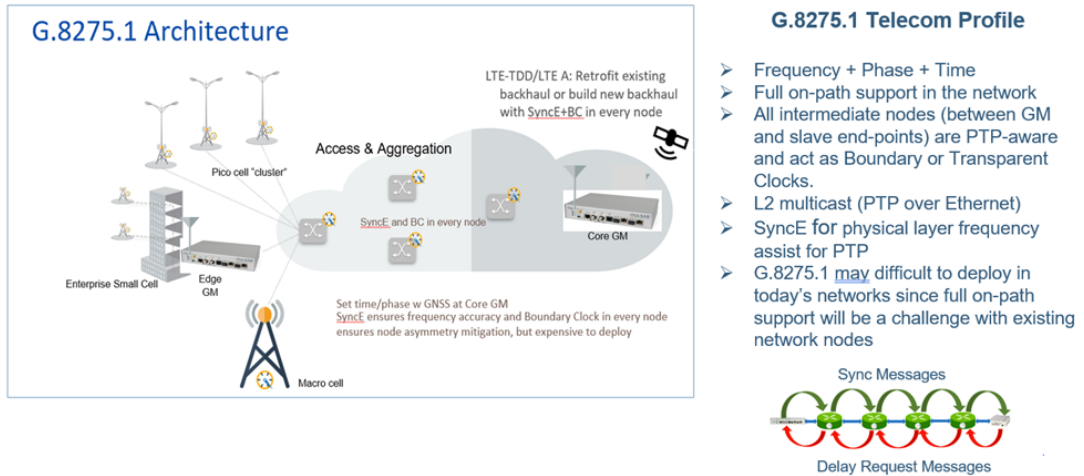 G.8275.1 Architecture
LTE-TDD/LTE A: Retrofit existing
backhaul or build new backhaul
with SyncE+BC in every node
Pico cell "cluster"
Access & Aggregation
SyncE and BC in every node
Core GM
Enterprise Small Cell
Edge
GM
Set time/phase w GNSS at Core GM
SyncE ensures frequency accuracy and Boundary Clock in every node
ensures node asymmetry mitigation, but expensive to deploy
Macro cell
G.8275.1 Telecom Profile
➢ Frequency + Phase + Time
➢ Full on-path support in the network
➢ All intermediate nodes (between GM
and slave end-points) are PTP-aware
and act as Boundary or Transparent
Clocks.
➢ L2 multicast (PTP over Ethernet)
➢ SyncE for physical layer frequency
assist for PTP
➢ G.8275.1 may difficult to deploy in
today's networks since full on-path
support will be a challenge with existing
network nodes
Sync Messages
Delay Request Messages